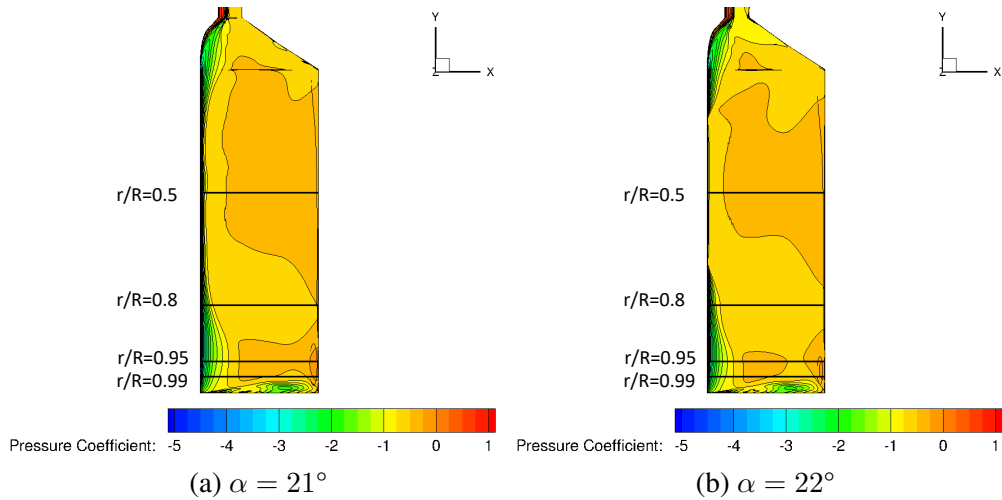 Y
Z X
r/R=0.5
r/R=0.8
r/R=0.95
r/R=0.99
Pressure Coefficient: -5 -4 -3 -2 -1 0 1
(a) α = 21°
Y
Z X
r/R=0.5
r/R=0.8
r/R=0.95
r/R=0.99
Pressure Coefficient: -5 -4 -3 -2 -1 0 1
(b) α = 22°